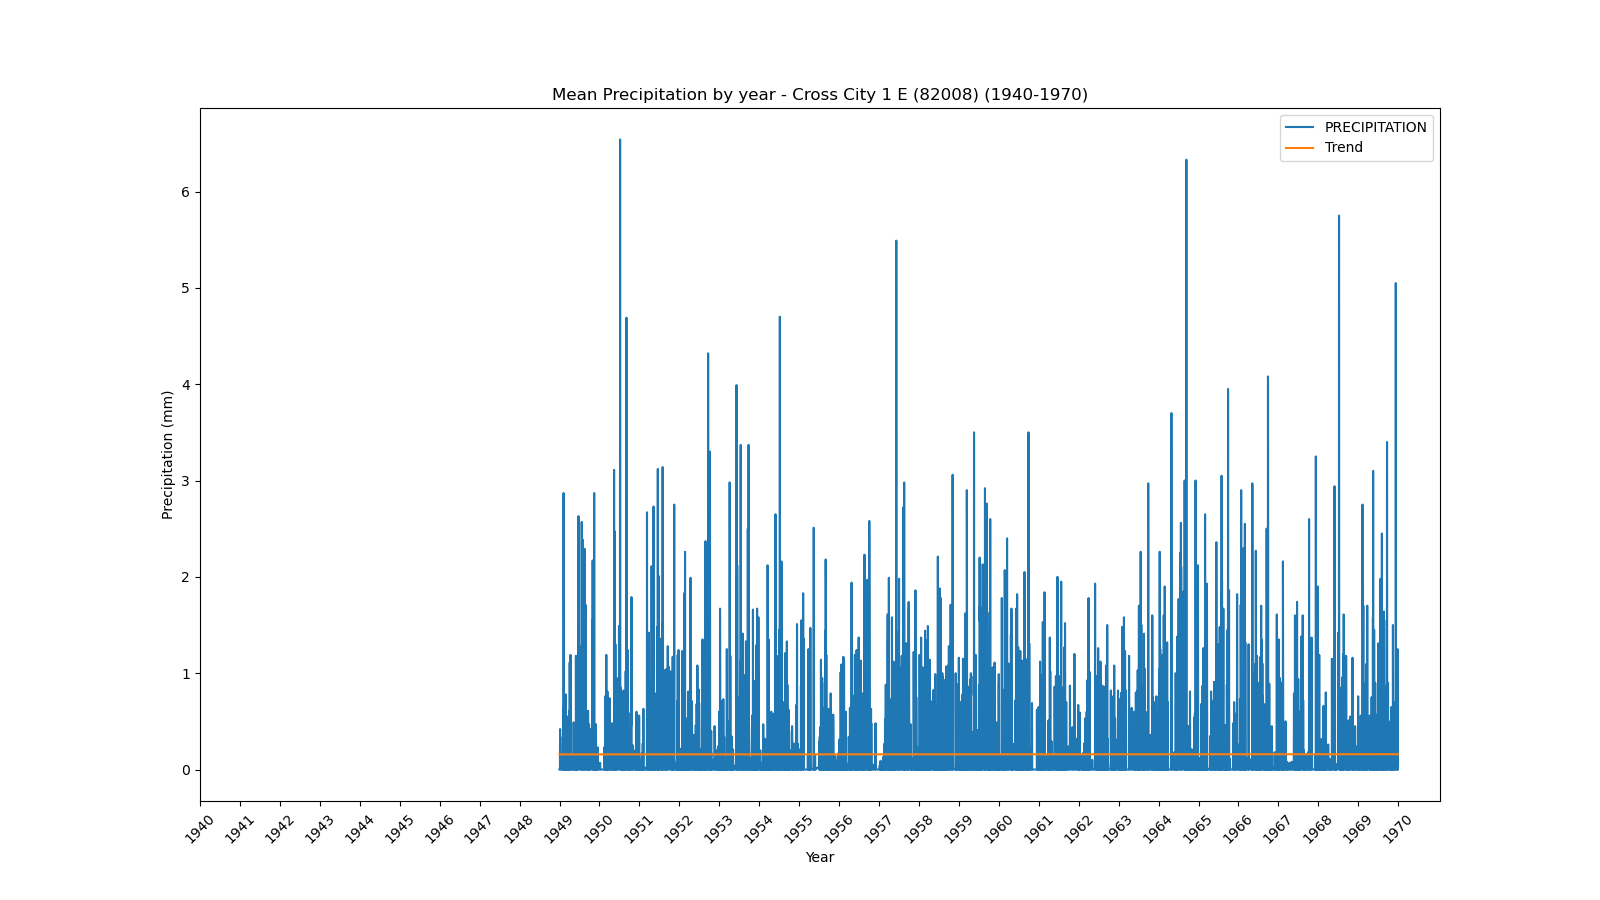 Mean Precipitation by year - Cross City 1 E (82008) (1940-1970)
PRECIPITATION
Trend
6
5
4
3
2
1
0
Precipitation (mm)
1940 1941 1942 1943 1944 1945 1946 1947 1948 1949 1950 1951 1952 1953 1954 1955 1956 1957 1958 1959 1960 1961 1962 1963 1964 1965 1966 1967 1968 1969 1970
Year